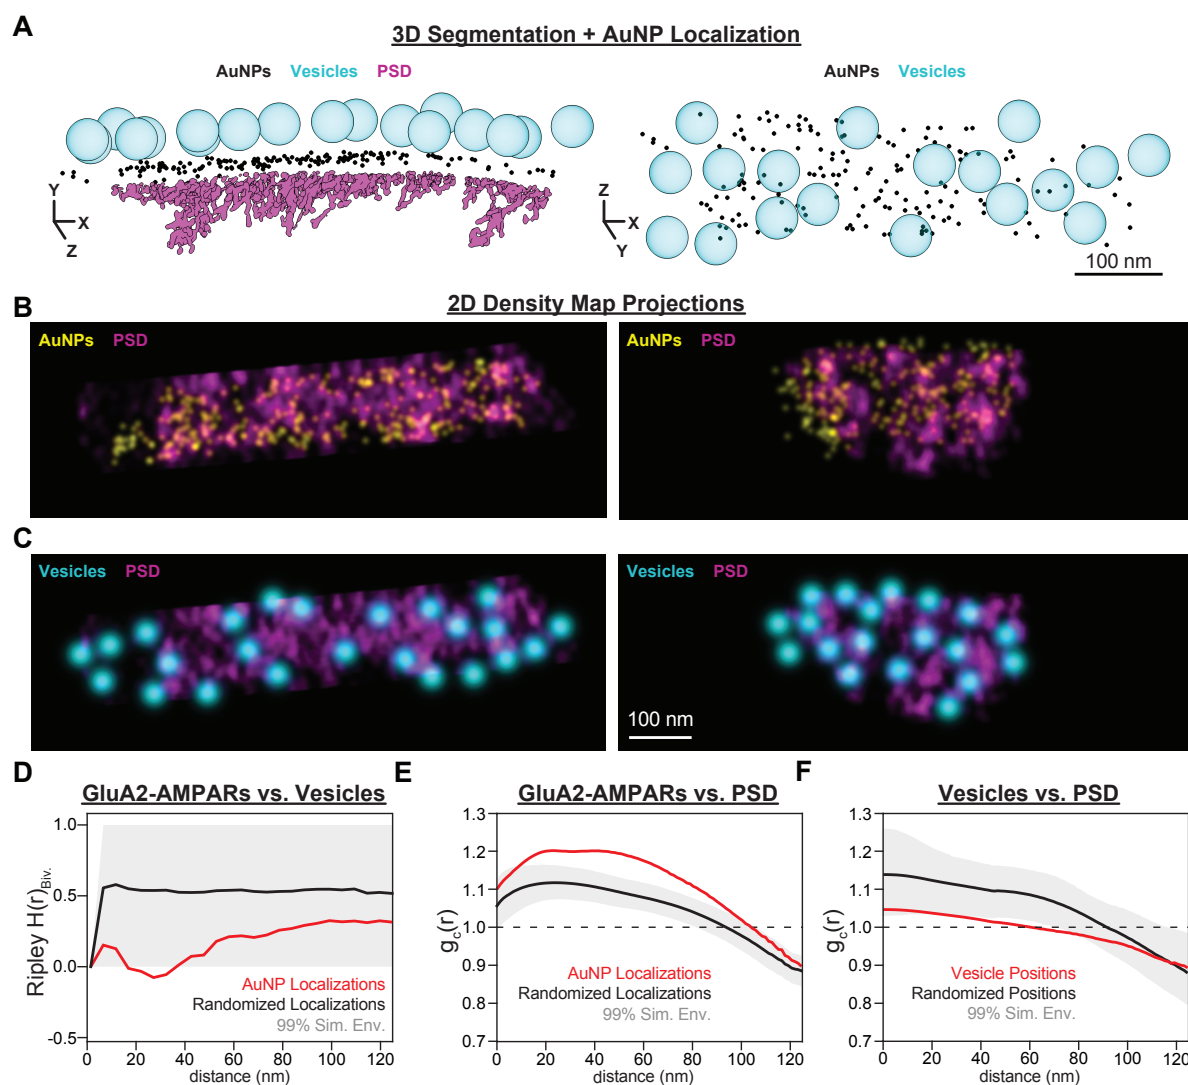 A
3D Segmentation + AuNP Localization
AuNPs Vesicles PSD
AuNPs Vesicles
Y
X
Z
Z
X
Y
100 nm
B
2D Density Map Projections
AuNPs PSD
AuNPs PSD
C
Vesicles PSD
Vesicles PSD
100 nm
D
GluA2-AMPARs vs. Vesicles
Ripley H(r)Biv.
1.0
0.5
0.0
-0.5
AuNP Localizations
Randomized Localizations
99% Sim. Env.
0 20 40 60 80 100 120
distance (nm)
E
GluA2-AMPARs vs. PSD
gc(r)
1.3
1.2
1.1
1.0
0.9
0.8
0.7
AuNP Localizations
Randomized Localizations
99% Sim. Env.
0 20 40 60 80 100 120
distance (nm)
F
Vesicles vs. PSD
gc(r)
1.3
1.2
1.1
1.0
0.9
0.8
0.7
Vesicle Positions
Randomized Positions
99% Sim. Env.
0 20 40 60 80 100 120
distance (nm)